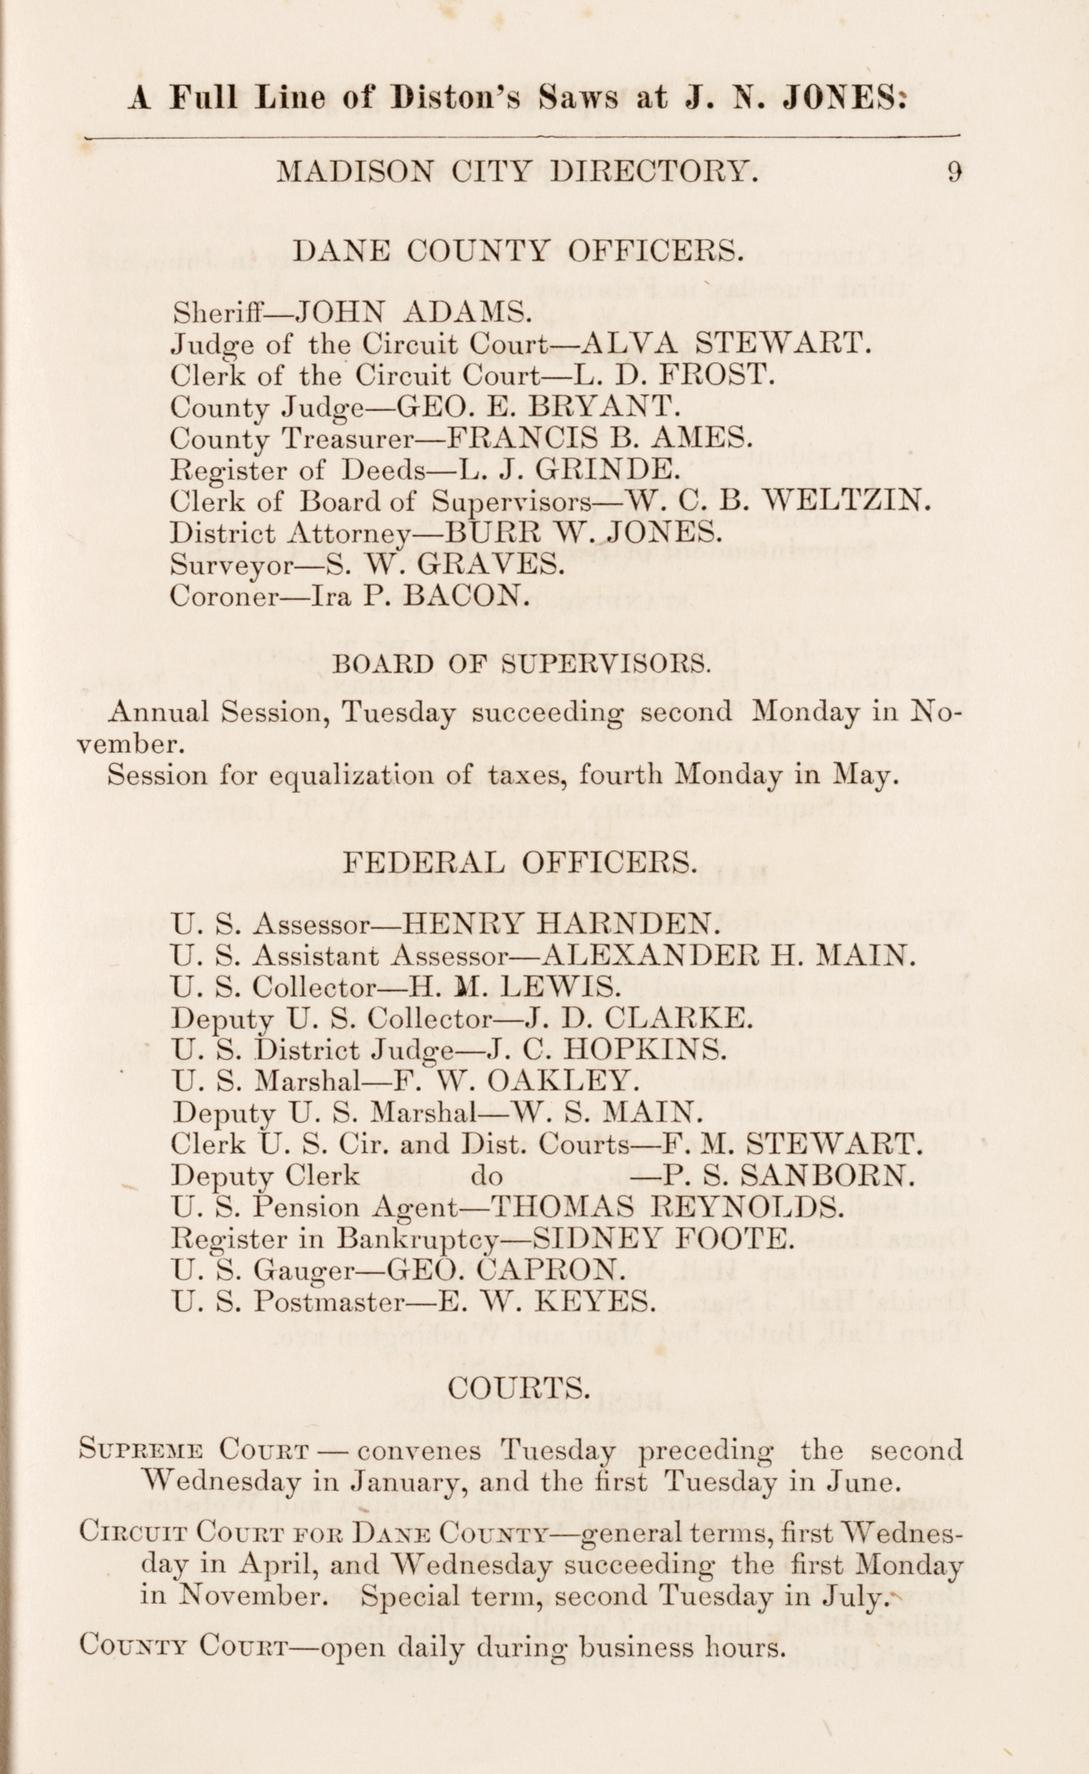 A Full Line of Diston's Saws at J. N. JONES:
MADISON CITY DIRECTORY. 9
DANE COUNTY OFFICERS.
Sheriff—JOHN ADAMS.
Judge of the Circuit Court—ALVA STEWART.
Clerk of the Circuit Court—L. D. FROST.
County Judge—GEO. E. BRYANT.
County Treasurer—FRANCIS B. AMES.
Register of Deeds—L. J. GRINDE.
Clerk of Board of Supervisors—W. C. B. WELTZIN.
District Attorney—BURR W. JONES.
Surveyor—S. W. GRAVES.
Coroner—Ira P. BACON.
BOARD OF SUPERVISORS.
Annual Session, Tuesday succeeding second Monday in No-
vember.
Session for equalization of taxes, fourth Monday in May.
FEDERAL OFFICERS.
U. S. Assessor—HENRY HARNDEN.
U. S. Assistant Assessor—ALEXANDER H. MAIN.
U. S. Collector—H. M. LEWIS.
Deputy U. S. Collector—J. D. CLARKE.
U. S. District Judge—J. C. HOPKINS.
U. S. Marshal—F. W. OAKLEY.
Deputy U. S. Marshal—W. S. MAIN.
Clerk U. S. Cir. and Dist. Courts—F. M. STEWART.
Deputy Clerk do —P. S. SANBORN.
U. S. Pension Agent—THOMAS REYNOLDS.
Register in Bankruptcy—SIDNEY FOOTE.
U. S. Gauger—GEO. CAPRON.
U. S. Postmaster—E. W. KEYES.
COURTS.
SUPREME COURT — convenes Tuesday preceding the second
Wednesday in January, and the first Tuesday in June.
CIRCUIT COURT FOR DANE COUNTY—general terms, first Wednes-
day in April, and Wednesday succeeding the first Monday
in November. Special term, second Tuesday in July.
COUNTY COURT—open daily during business hours.